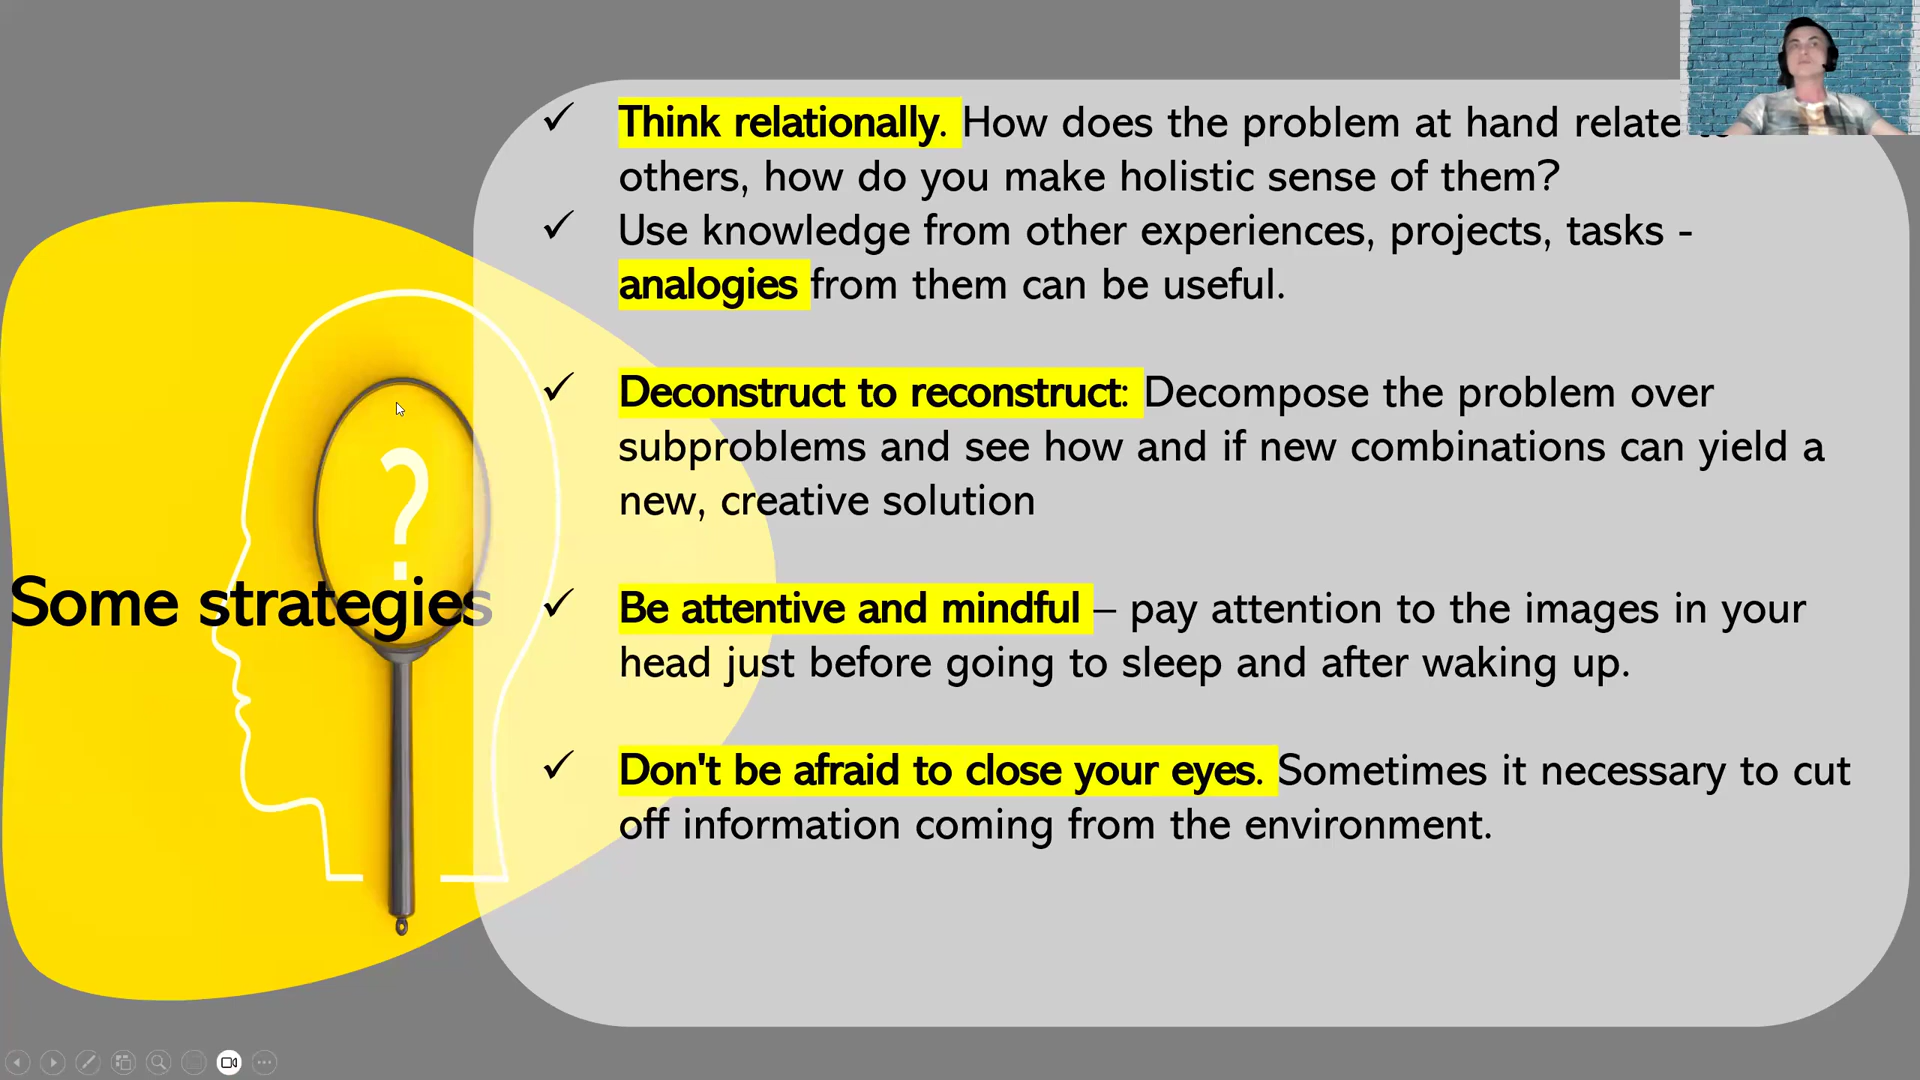 Think relationally. How does the problem at hand relate to
others, how do you make holistic sense of them?
Use knowledge from other experiences, projects, tasks -
analogies from them can be useful.
Deconstruct to reconstruct: Decompose the problem over
subproblems and see how and if new combinations can yield a
new, creative solution
?
Some strategies
Be attentive and mindful – pay attention to the images in your
head just before going to sleep and after waking up.
Don't be afraid to close your eyes. Sometimes it necessary to cut
off information coming from the environment.